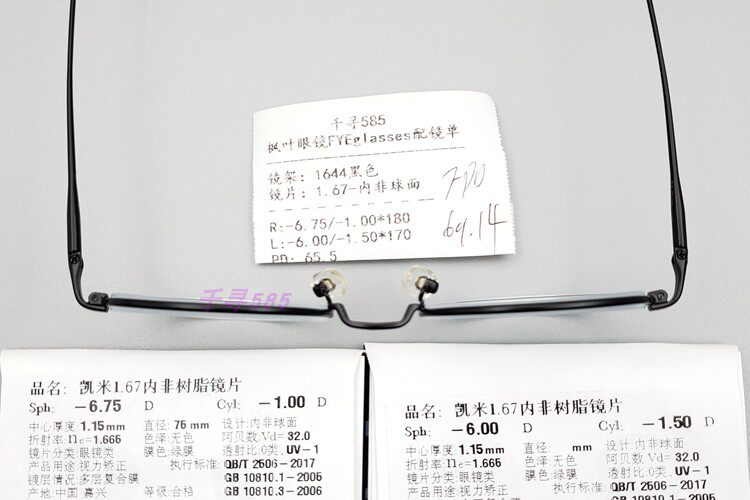 千寻585
枫叶眼镜FYEglasses配镜单
镜架: 1644黑色
镜片: 1.67-内非球面
R:-6.75/-1.00*180
L:-6.00/-1.50*170
PD: 65.5
69.14
千寻585
品名: 凯米1.67内非树脂镜片
Sph: -6.75 D Cyl: -1.00 D
中心厚度: 1.15mm 直径: 75 mm 设计: 内非球面
折射率: ne=1.665 色泽: 无色 阿贝数: Vd= 32.0
镜片分类: 眼镜类 膜色: 绿膜 透射比: 0类, UV-1
产品用途: 视力矫正 执行标准: QB/T 2506-2017
镀层情况: 多层复合膜 GB 10810.1-2005
产地: 中国 嘉兴 等级: 合格 GB 10810.3-2006
品名: 凯米1.67内非树脂镜片
Sph: -6.00 D Cyl: -1.50 D
中心厚度: 1.15mm 直径: mm 设计: 内非球面
折射率: ne=1.665 色泽: 无色 阿贝数: Vd= 32.0
镜片分类: 眼镜类 膜色: 绿膜 透射比: 0类, UV-1
产品用途: 视力矫正 执行标准: QB/T 2506-2017
GB 10810.1-2005